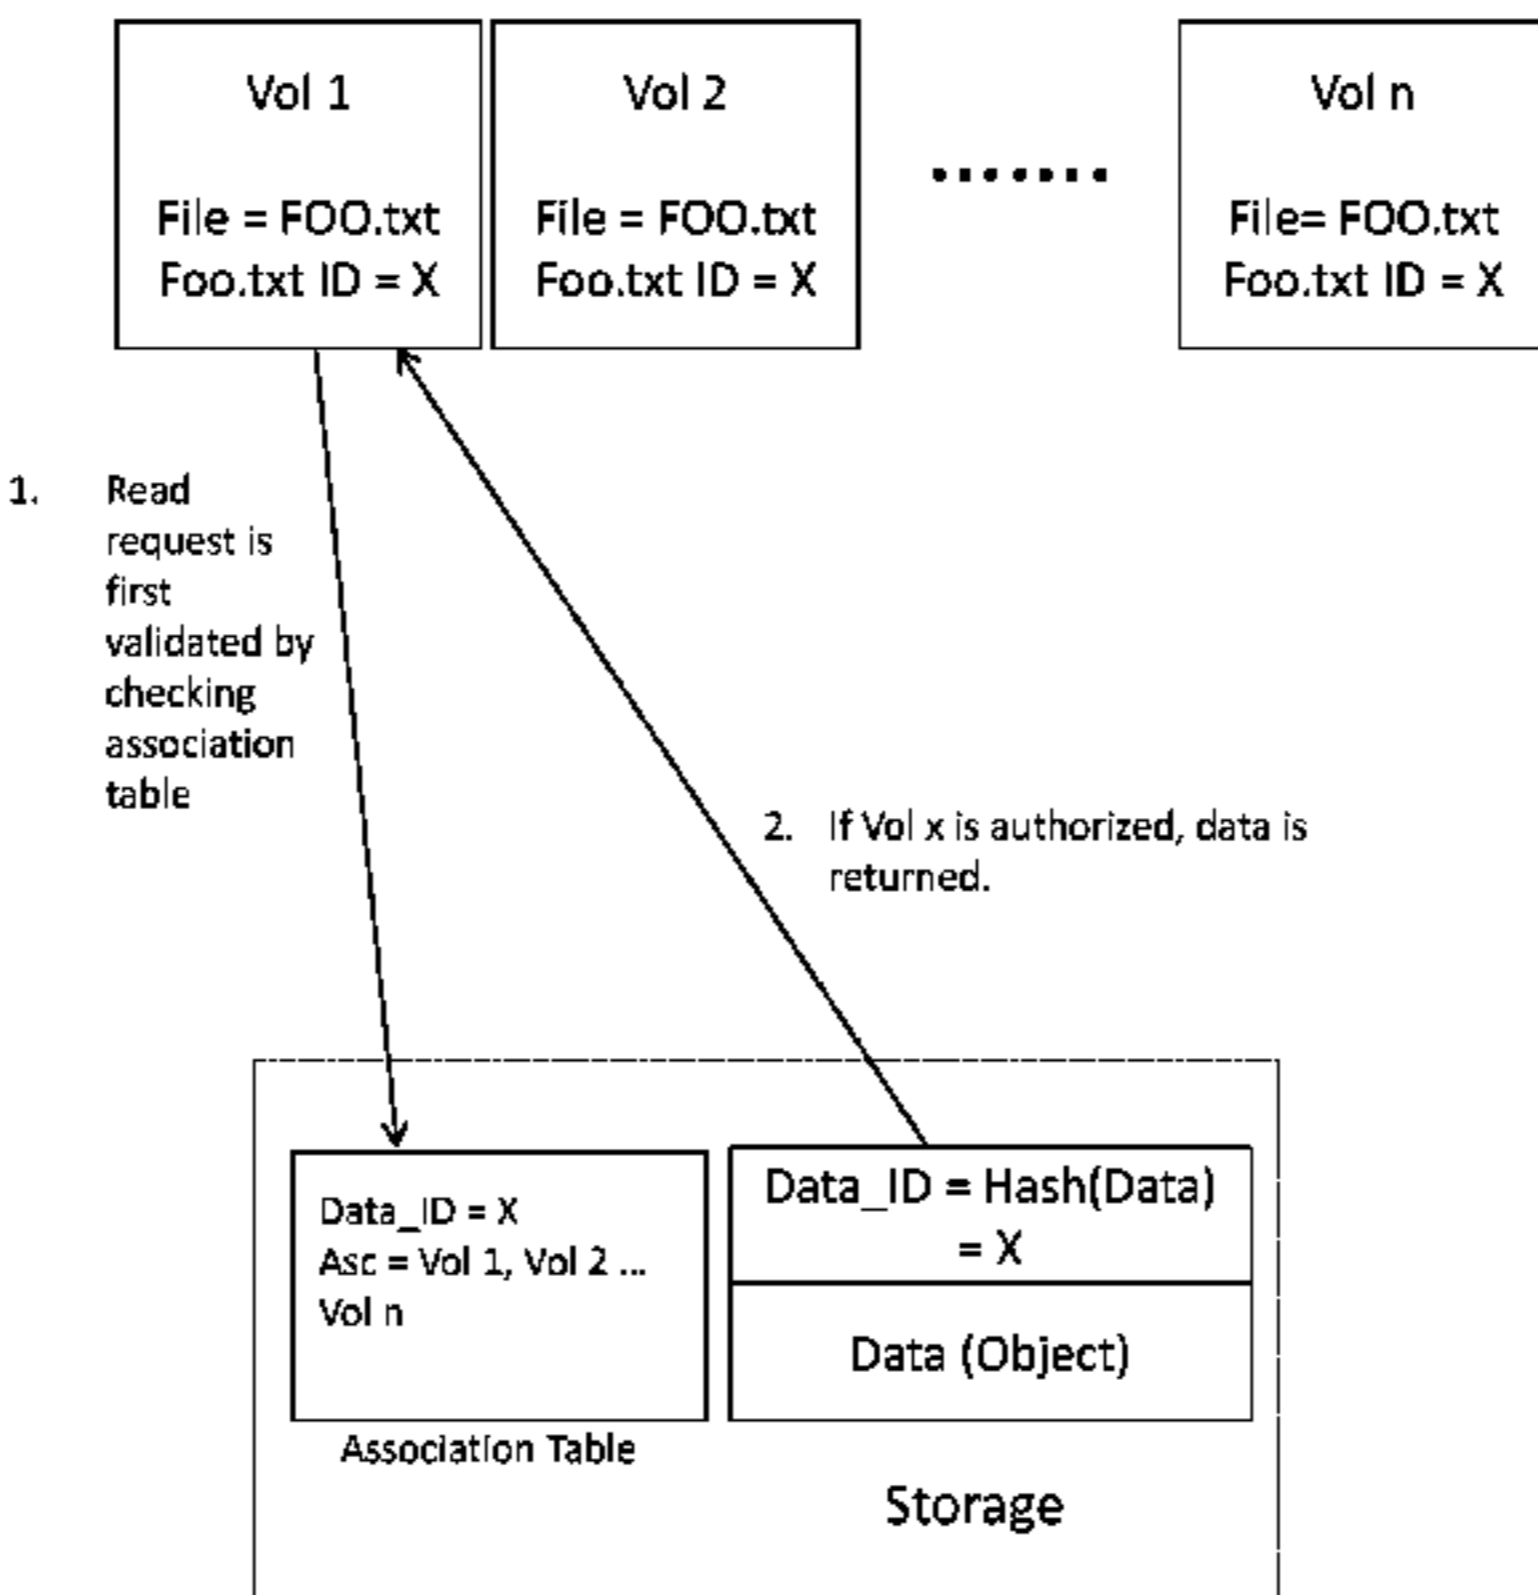 Vol 1
File = FOO.txt
Foo.txt ID = X
Vol 2
File = FOO.txt
Foo.txt ID = X
.......
Vol n
File= FOO.txt
Foo.txt ID = X
1. Read
request is
first
validated by
checking
association
table
2. If Vol x is authorized, data is
returned.
Data_ID = X
Asc = Vol 1, Vol 2 ...
Vol n
Association Table
Data_ID = Hash(Data)
= X
Data (Object)
Storage